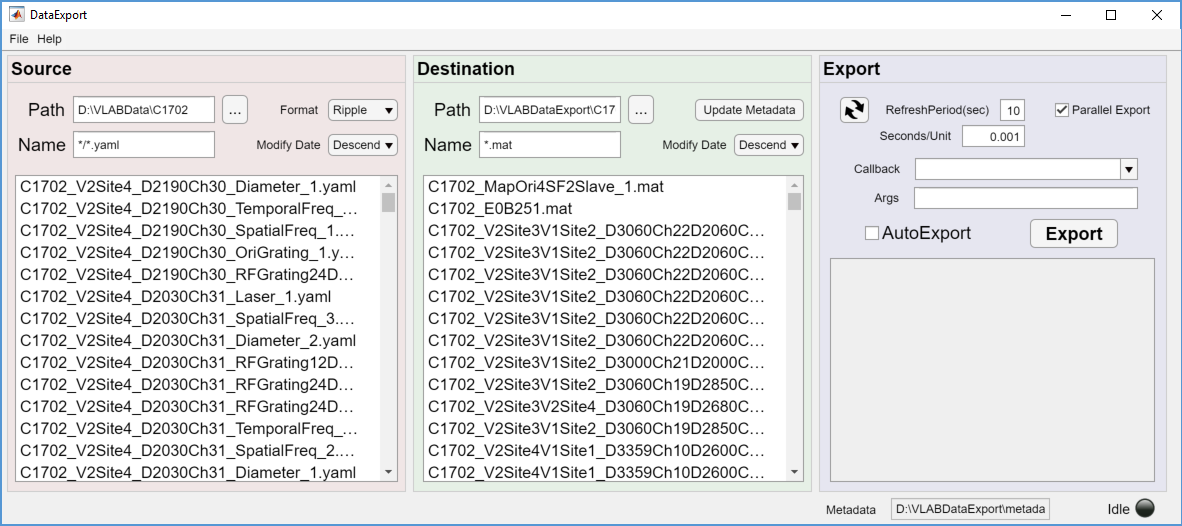 DataExport
File Help
Source
Path D:\VLABData\C1702 ... Format Ripple
Name */*.yaml Modify Date Descend
C1702_V2Site4_D2190Ch30_Diameter_1.yaml
C1702_V2Site4_D2190Ch30_TemporalFreq_…
C1702_V2Site4_D2190Ch30_SpatialFreq_1.…
C1702_V2Site4_D2190Ch30_OriGrating_1.y…
C1702_V2Site4_D2190Ch30_RFGrating24D…
C1702_V2Site4_D2030Ch31_Laser_1.yaml
C1702_V2Site4_D2030Ch31_SpatialFreq_3.…
C1702_V2Site4_D2030Ch31_Diameter_2.yaml
C1702_V2Site4_D2030Ch31_RFGrating12D…
C1702_V2Site4_D2030Ch31_RFGrating24D…
C1702_V2Site4_D2030Ch31_RFGrating24D…
C1702_V2Site4_D2030Ch31_TemporalFreq_…
C1702_V2Site4_D2030Ch31_SpatialFreq_2.…
C1702_V2Site4_D2030Ch31_Diameter_1.yaml
Destination
Path D:\VLABDataExport\C17 ... Update Metadata
Name *.mat Modify Date Descend
C1702_MapOri4SF2Slave_1.mat
C1702_E0B251.mat
C1702_V2Site3V1Site2_D3060Ch22D2060C…
C1702_V2Site3V1Site2_D3060Ch22D2060C…
C1702_V2Site3V1Site2_D3060Ch22D2060C…
C1702_V2Site3V1Site2_D3060Ch22D2060C…
C1702_V2Site3V1Site2_D3060Ch22D2060C…
C1702_V2Site3V1Site2_D3060Ch22D2060C…
C1702_V2Site3V1Site2_D3000Ch21D2000C…
C1702_V2Site3V1Site2_D3060Ch19D2850C…
C1702_V2Site3V2Site4_D3060Ch19D2680C…
C1702_V2Site3V1Site2_D3060Ch19D2850C…
C1702_V2Site4V1Site1_D3359Ch10D2600C…
C1702_V2Site4V1Site1_D3359Ch10D2600C…
Export
RefreshPeriod(sec) 10 Parallel Export
Seconds/Unit 0.001
Callback
Args
AutoExport Export
Metadata D:\VLABDataExport\metada Idle